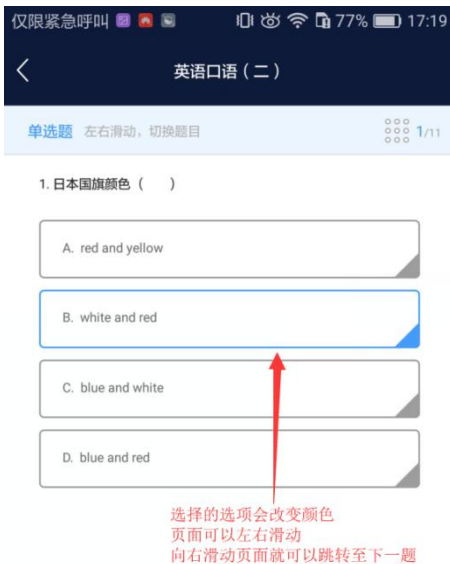 仅限紧急呼叫 77% 17:19
英语口语（二）
单选题 左右滑动，切换题目 1/11
1. 日本国旗颜色（ ）
A. red and yellow
B. white and red
C. blue and white
D. blue and red
选择的选项会改变颜色
页面可以左右滑动
向右滑动页面就可以跳转至下一题